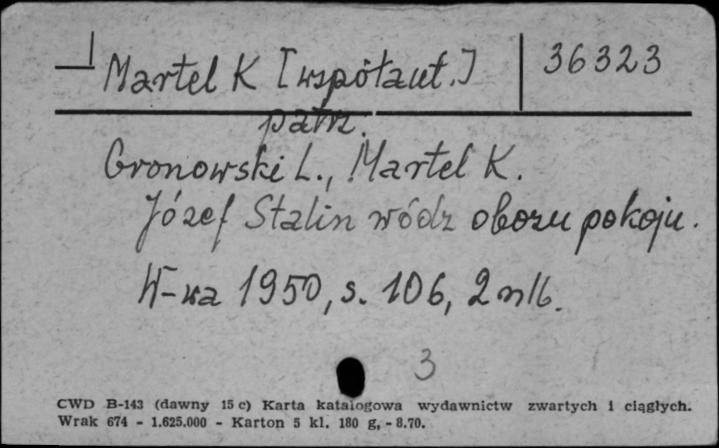 Martel K [współaut.] 36323
patrz.
Gronowski L., Martel K.
Józef Stalin wódz obozu pokoju.
W-wa 1950, s. 106, 2 nlb.
3
CWD B-143 (dawny 15 c) Karta katalogowa wydawnictw zwartych i ciągłych.
Wrak 674 - 1.625.000 - Karton 5 kl. 180 g, - 8.70.